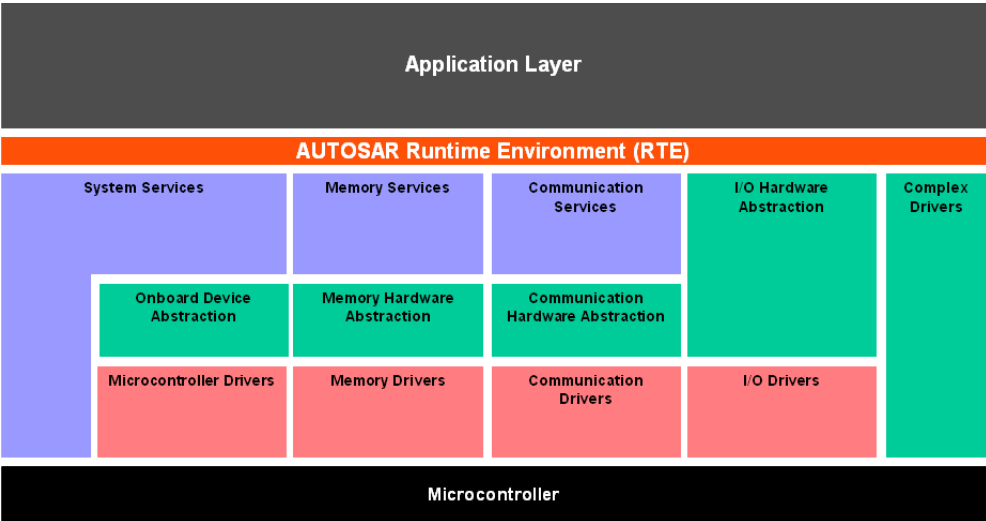 Application Layer
AUTOSAR Runtime Environment (RTE)
System Services
Memory Services
Communication
Services
I/O Hardware
Abstraction
Complex
Drivers
Onboard Device
Abstraction
Memory Hardware
Abstraction
Communication
Hardware Abstraction
Microcontroller Drivers
Memory Drivers
Communication
Drivers
I/O Drivers
Microcontroller